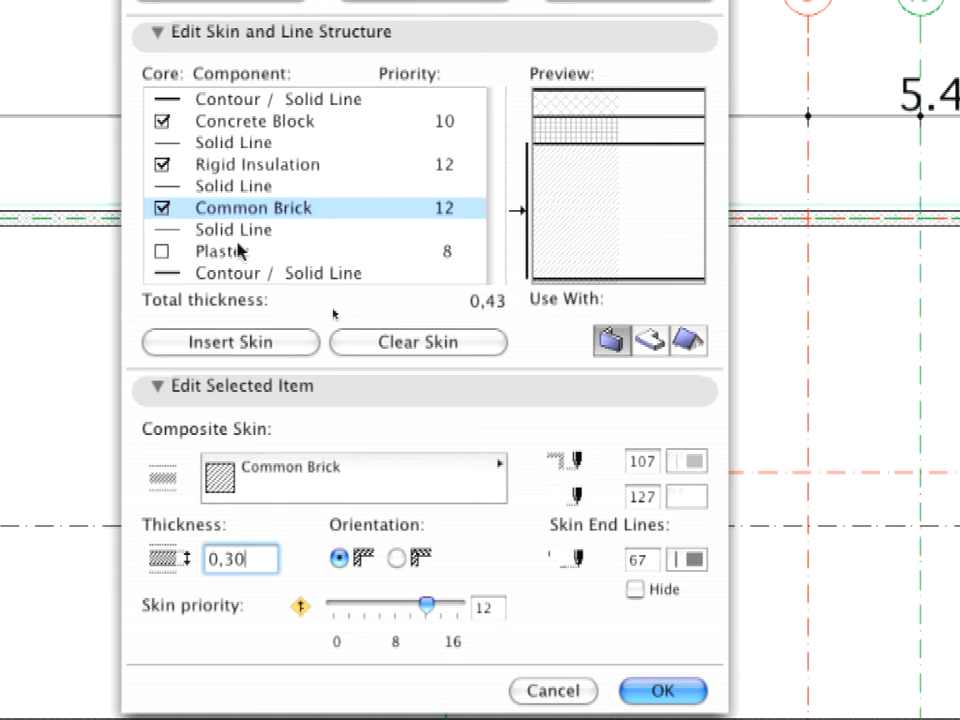 Edit Skin and Line Structure
Core: Component: Priority: Preview:
Contour / Solid Line
Concrete Block 10
Solid Line
Rigid Insulation 12
Solid Line
Common Brick 12
Solid Line
8
Contour / Solid Line
Total thickness: 0,43 Use With:
Insert Skin Clear Skin
Edit Selected Item
Composite Skin:
Common Brick 107
127
Thickness: Orientation: Skin End Lines:
0,30 67
Hide
Skin priority: 12
0 8 16
Cancel OK
5.4